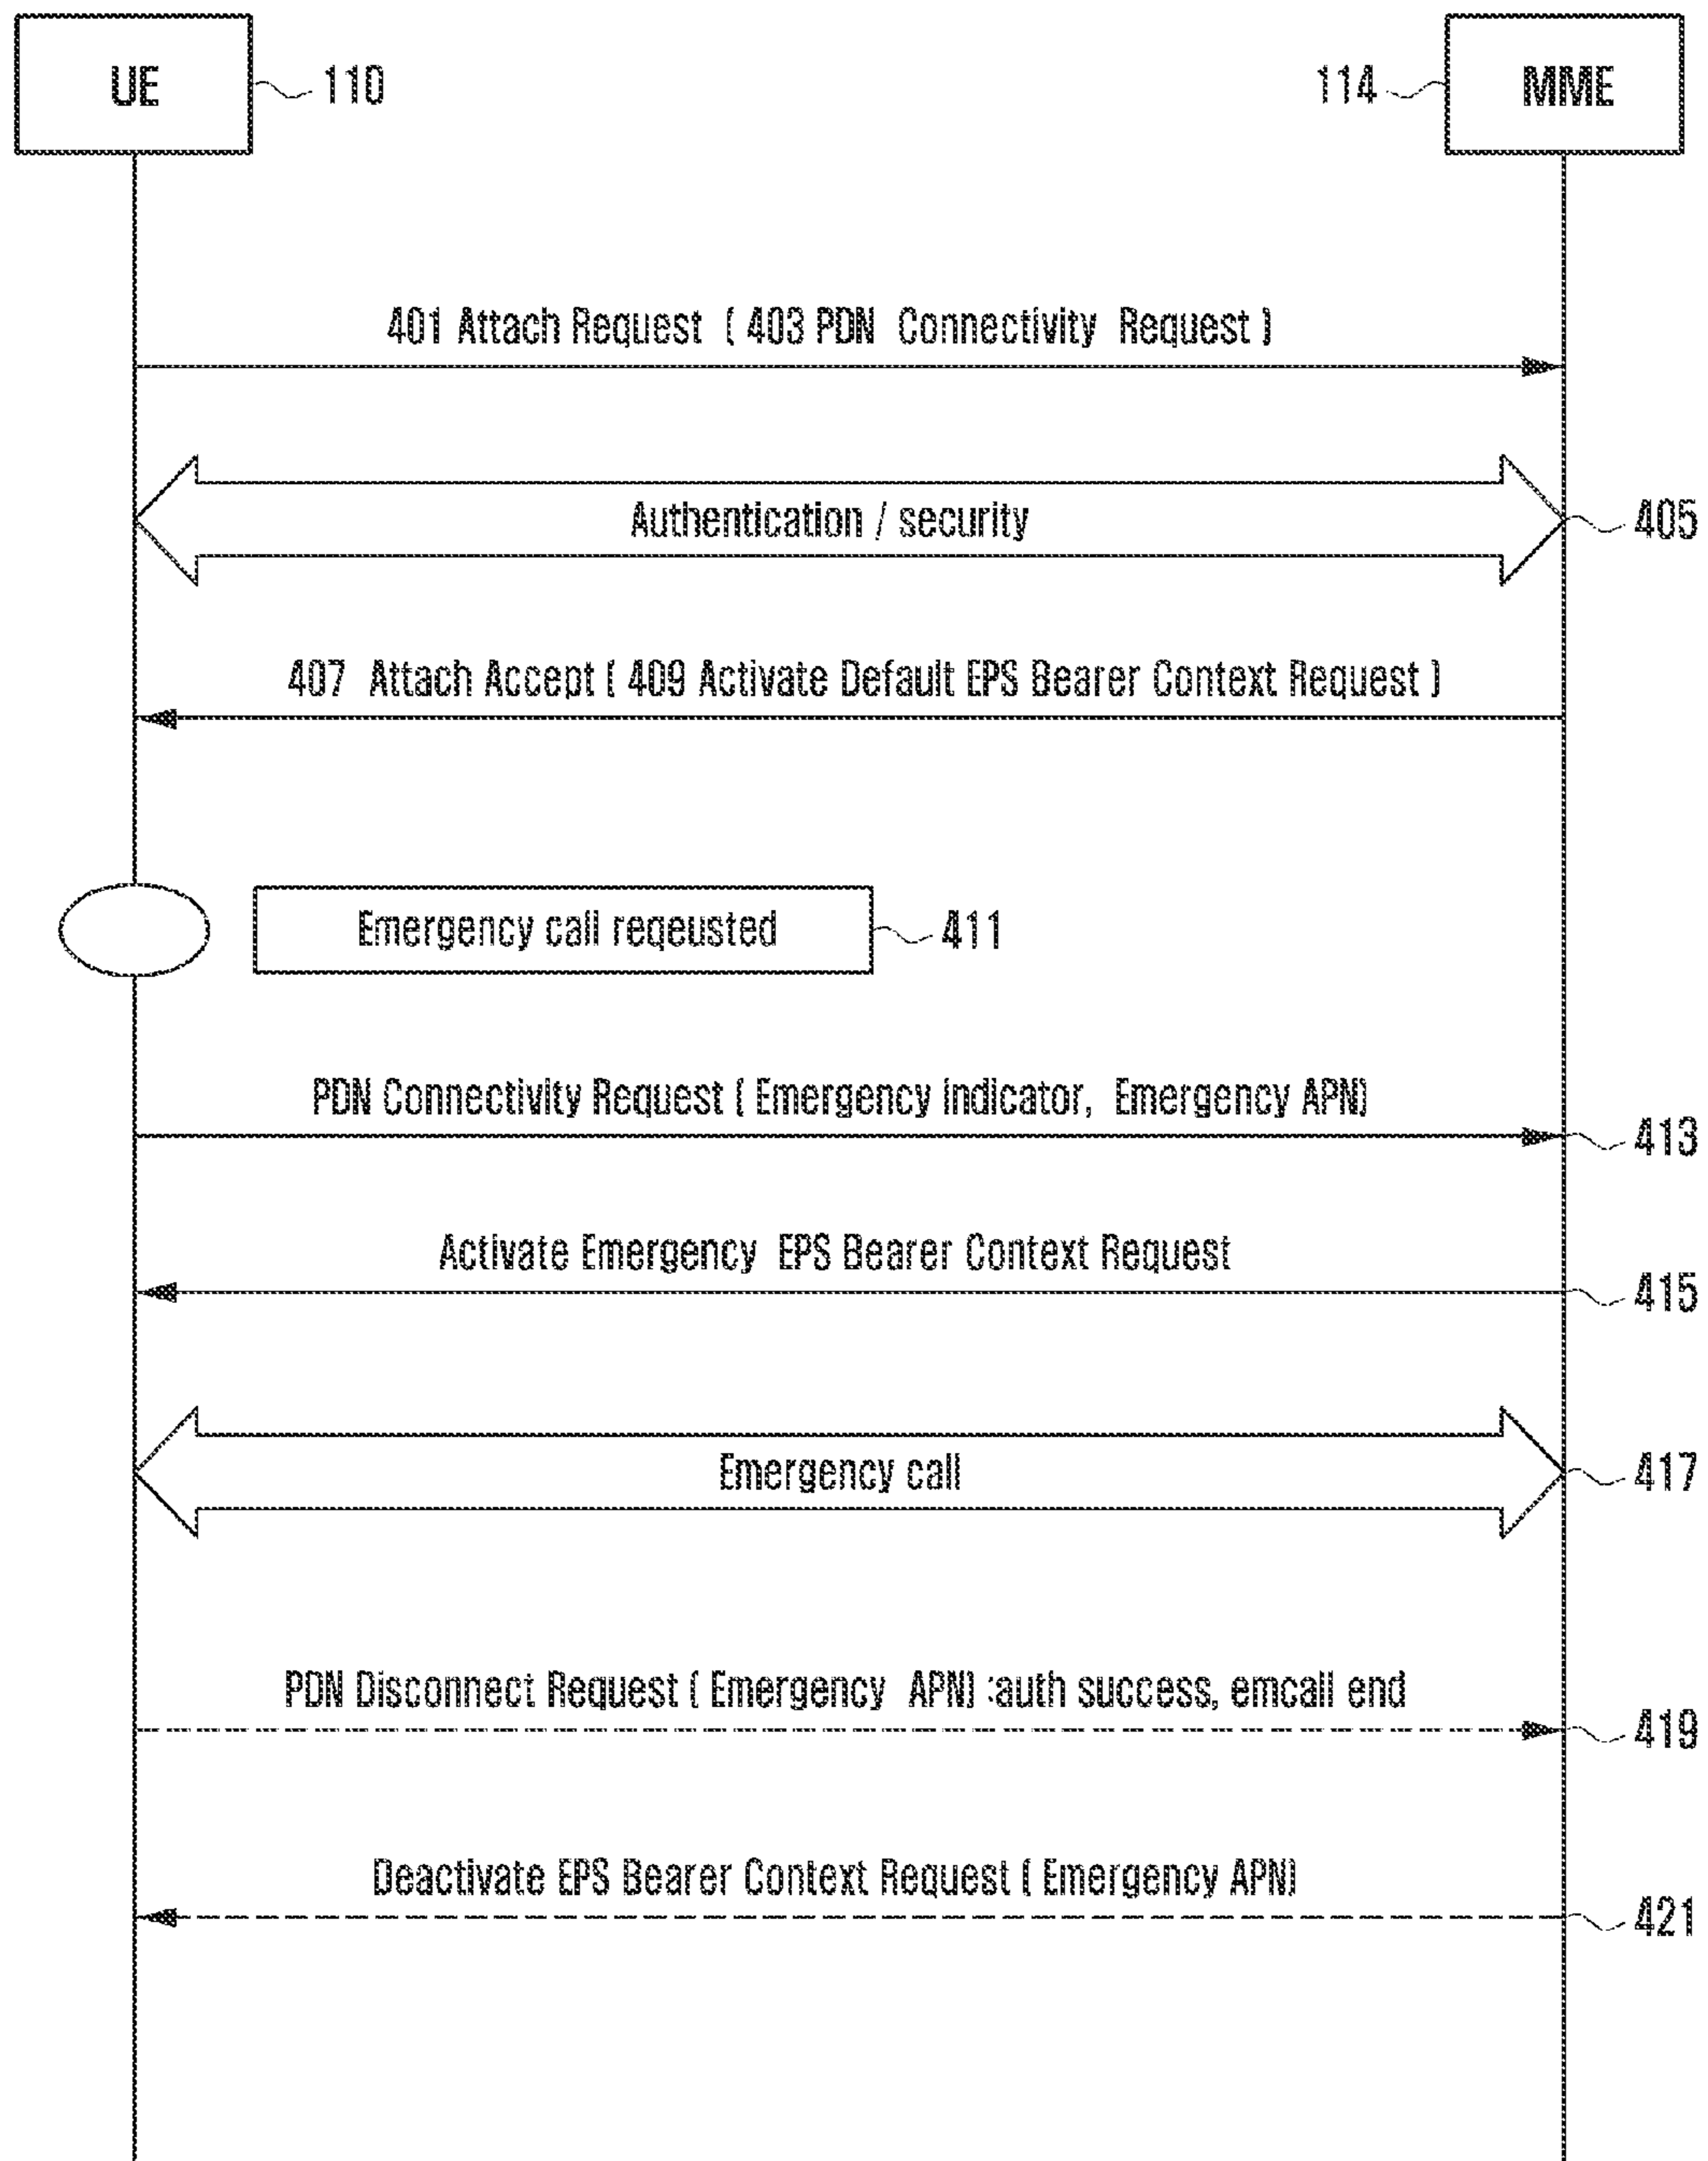 UE 110 114 MME
401 Attach Request ( 403 PDN Connectivity Request )
Authentication / security 405
407 Attach Accept ( 409 Activate Default EPS Bearer Context Request )
Emergency call reqeusted 411
PDN Connectivity Request ( Emergency indicator, Emergency APN)
413
Activate Emergency EPS Bearer Context Request
415
Emergency call 417
PDN Disconnect Request ( Emergency APN) :auth success, emcall end
419
Deactivate EPS Bearer Context Request ( Emergency APN)
421